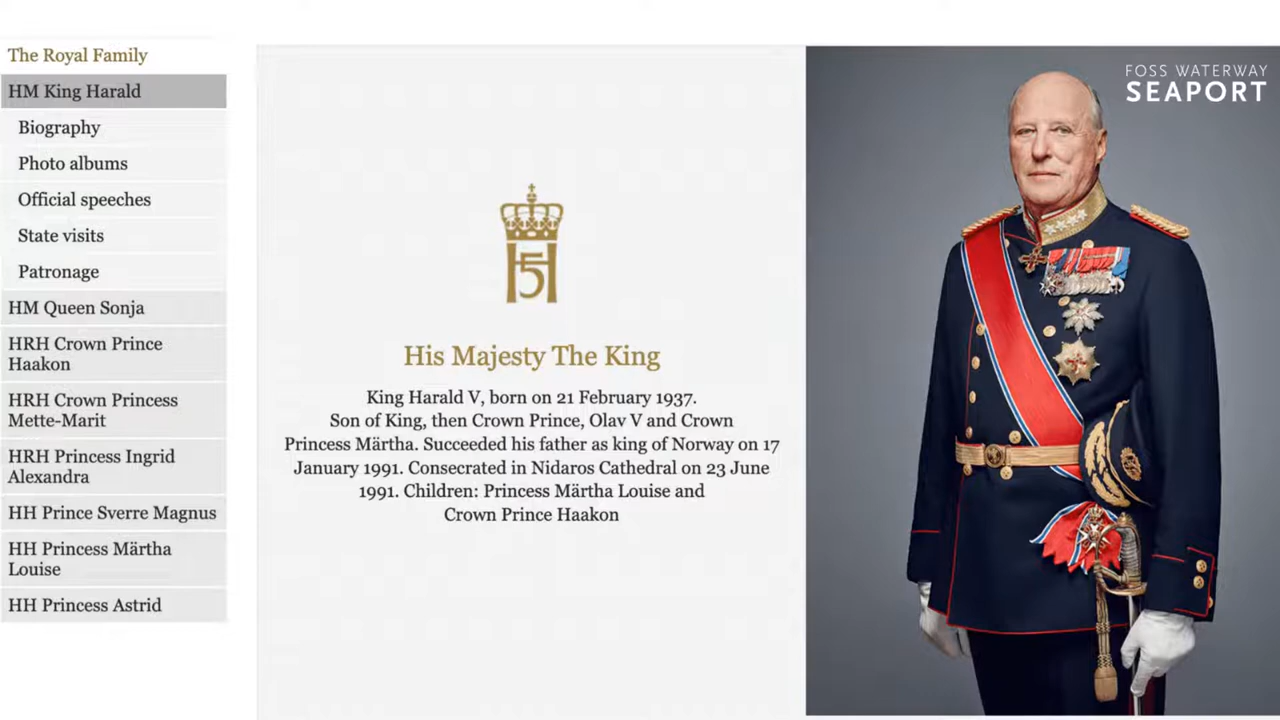 The Royal Family
HM King Harald
Biography
Photo albums
Official speeches
State visits
Patronage
HM Queen Sonja
HRH Crown Prince
Haakon
HRH Crown Princess
Mette-Marit
HRH Princess Ingrid
Alexandra
HH Prince Sverre Magnus
HH Princess Märtha
Louise
HH Princess Astrid
H5
His Majesty The King
King Harald V, born on 21 February 1937.
Son of King, then Crown Prince, Olav V and Crown
Princess Märtha. Succeeded his father as king of Norway on 17
January 1991. Consecrated in Nidaros Cathedral on 23 June
1991. Children: Princess Märtha Louise and
Crown Prince Haakon
FOSS WATERWAY
SEAPORT